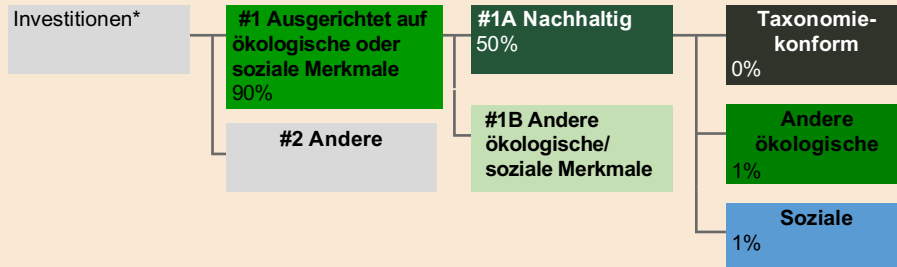 Investitionen*
#1 Ausgerichtet auf
ökologische oder
soziale Merkmale
90%
#2 Andere
#1A Nachhaltig
50%
#1B Andere
ökologische/
soziale Merkmale
Taxonomie-
konform
0%
Andere
ökologische
1%
Soziale
1%